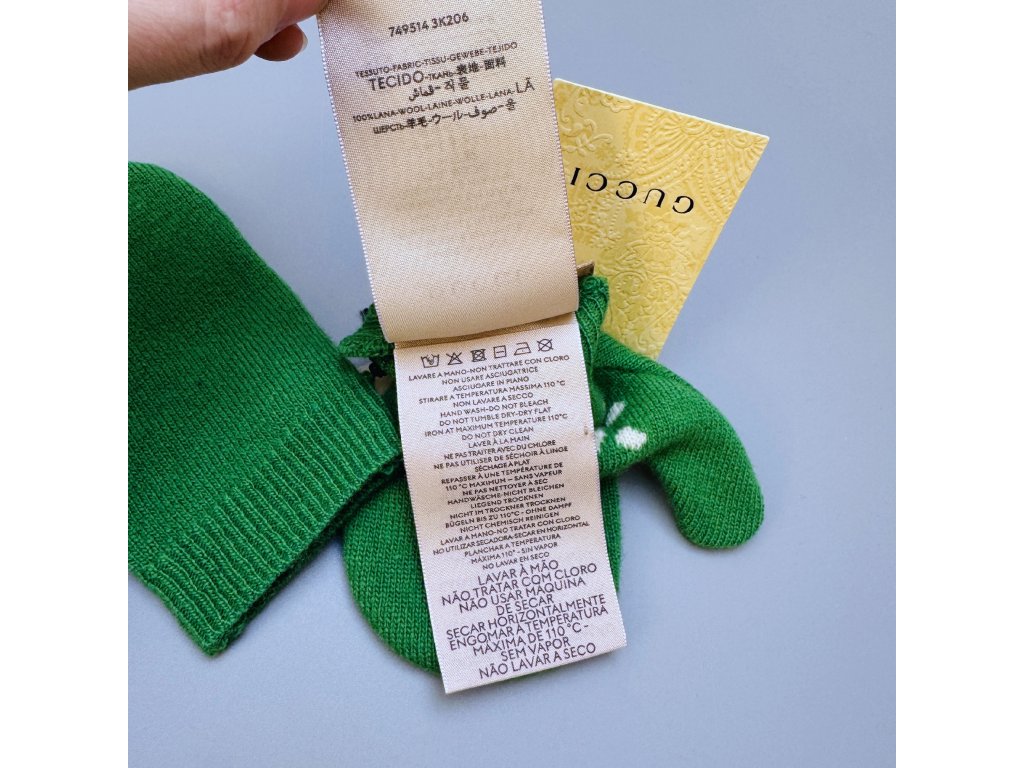 749514 3K206
TESSUTO-FABRIC-TISSU-GEWEBE-TEJIDO
TECIDO-ТКАНЬ-表地-面料
قماش-직물
100%LANA-WOOL-LAINE-WOLLE-LANA-LÃ
ШЕРСТЬ-羊毛-ウール-صوف-울
LAVARE A MANO-NON TRATTARE CON CLORO
NON USARE ASCIUGATRICE
ASCIUGARE IN PIANO
STIRARE A TEMPERATURA MASSIMA 110 °C
NON LAVARE A SECCO
HAND WASH-DO NOT BLEACH
DO NOT TUMBLE DRY-DRY FLAT
IRON AT MAXIMUM TEMPERATURE 110°C
DO NOT DRY CLEAN
LAVER À LA MAIN
NE PAS TRAITER AVEC DU CHLORE
NE PAS UTILISER DE SÉCHOIR À LINGE
SÉCHAGE A PLAT
REPASSER À UNE TEMPÉRATURE DE
110 °C MAXIMUM – SANS VAPEUR
NE PAS NETTOYER À SEC
HANDWÄSCHE-NICHT BLEICHEN
LIEGEND TROCKNEN
NICHT IM TROCKNER TROCKNEN
BÜGELN BIS ZU 110°C - OHNE DAMPF
NICHT CHEMISCH REINIGEN
LAVAR A MANO-NO TRATAR CON CLORO
NO UTILIZAR SECADORA-SECAR EN HORIZONTAL
PLANCHAR A TEMPERATURA
MÁXIMA 110° - SIN VAPOR
NO LAVAR EN SECO
LAVAR À MÃO
NÃO TRATAR COM CLORO
NÃO USAR MÁQUINA
DE SECAR
SECAR HORIZONTALMENTE
ENGOMAR A TEMPERATURA
MÁXIMA DE 110 °C -
SEM VAPOR
NÃO LAVAR A SECO
GUCCI